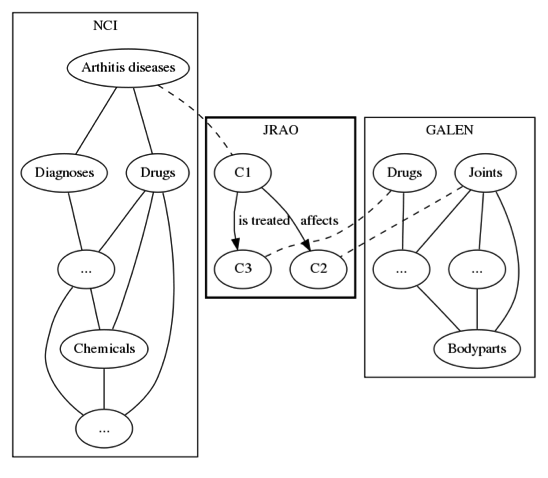 NCI
Arthitis diseases
Diagnoses
Drugs
...
Chemicals
...
JRAO
C1
is treated
affects
C3
C2
GALEN
Drugs
Joints
...
...
Bodyparts